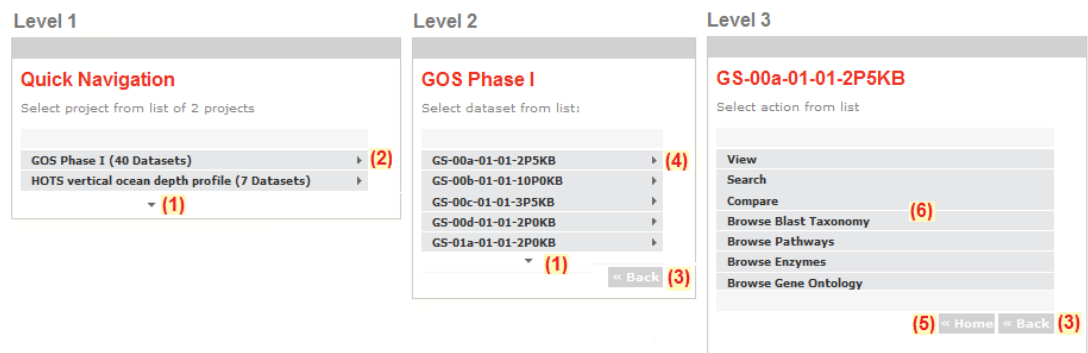 Level 1
Quick Navigation
Select project from list of 2 projects
GOS Phase I (40 Datasets) (2)
HOTS vertical ocean depth profile (7 Datasets)
(1)
Level 2
GOS Phase I
Select dataset from list:
GS-00a-01-01-2P5KB (4)
GS-00b-01-01-10P0KB
GS-00c-01-01-3P5KB
GS-00d-01-01-2P0KB
GS-01a-01-01-2P0KB
(1)
« Back (3)
Level 3
GS-00a-01-01-2P5KB
Select action from list
View
Search
Compare
(6)
Browse Blast Taxonomy
Browse Pathways
Browse Enzymes
Browse Gene Ontology
(5) « Home « Back (3)